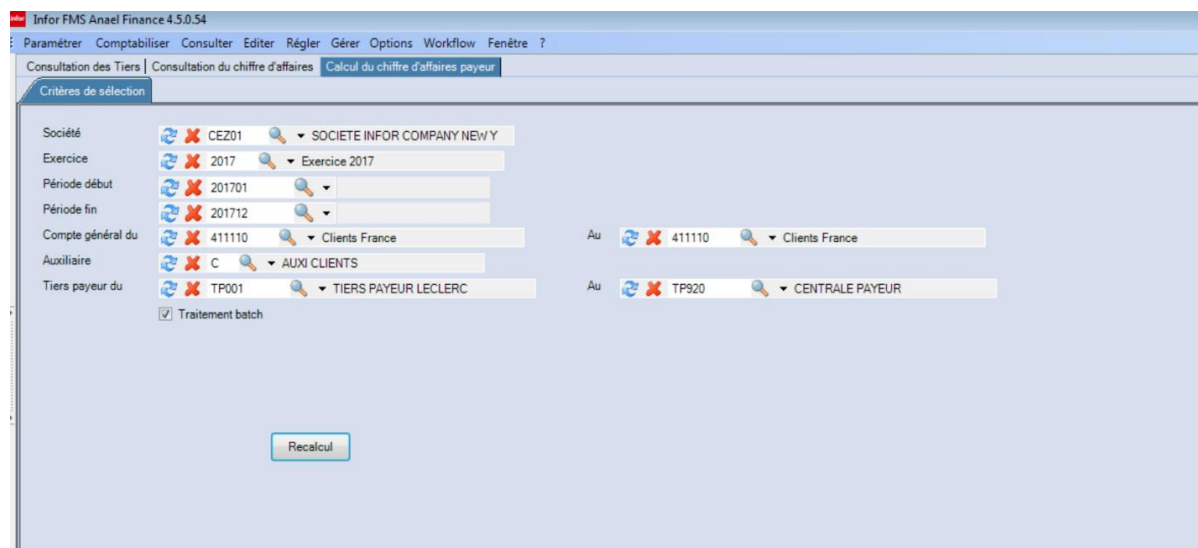 infor Infor FMS Anael Finance 4.5.0.54
Paramétrer Comptabiliser Consulter Editer Régler Gérer Options Workflow Fenêtre ?
Consultation des Tiers Consultation du chiffre d'affaires Calcul du chiffre d'affaires payeur
Critères de sélection
Société CEZ01 SOCIETE INFOR COMPANY NEW Y
Exercice 2017 Exercice 2017
Période début 201701
Période fin 201712
Compte général du 411110 Clients France Au 411110 Clients France
Auxiliaire C AUXI CLIENTS
Tiers payeur du TP001 TIERS PAYEUR LECLERC Au TP920 CENTRALE PAYEUR
Traitement batch
Recalcul